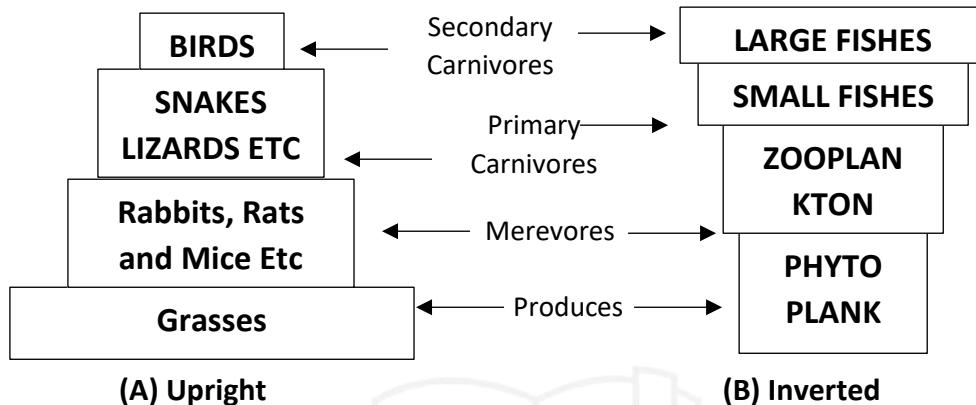 BIRDS
SNAKES
LIZARDS ETC
Rabbits, Rats
and Mice Etc
Grasses
(A) Upright
Secondary
Carnivores
Primary
Carnivores
Merevores
Produces
LARGE FISHES
SMALL FISHES
ZOOPLAN
KTON
PHYTO
PLANK
(B) Inverted